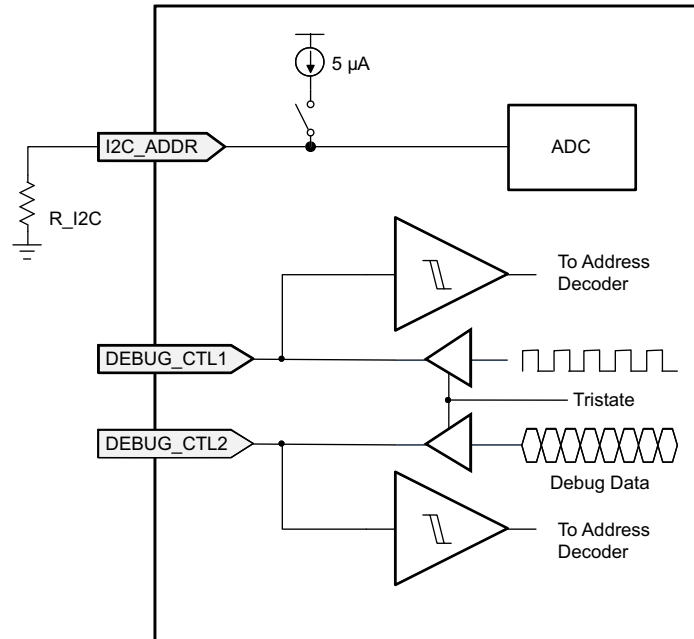 5 µA
I2C_ADDR
ADC
R_I2C
To Address
Decoder
DEBUG_CTL1
Tristate
DEBUG_CTL2
Debug Data
To Address
Decoder